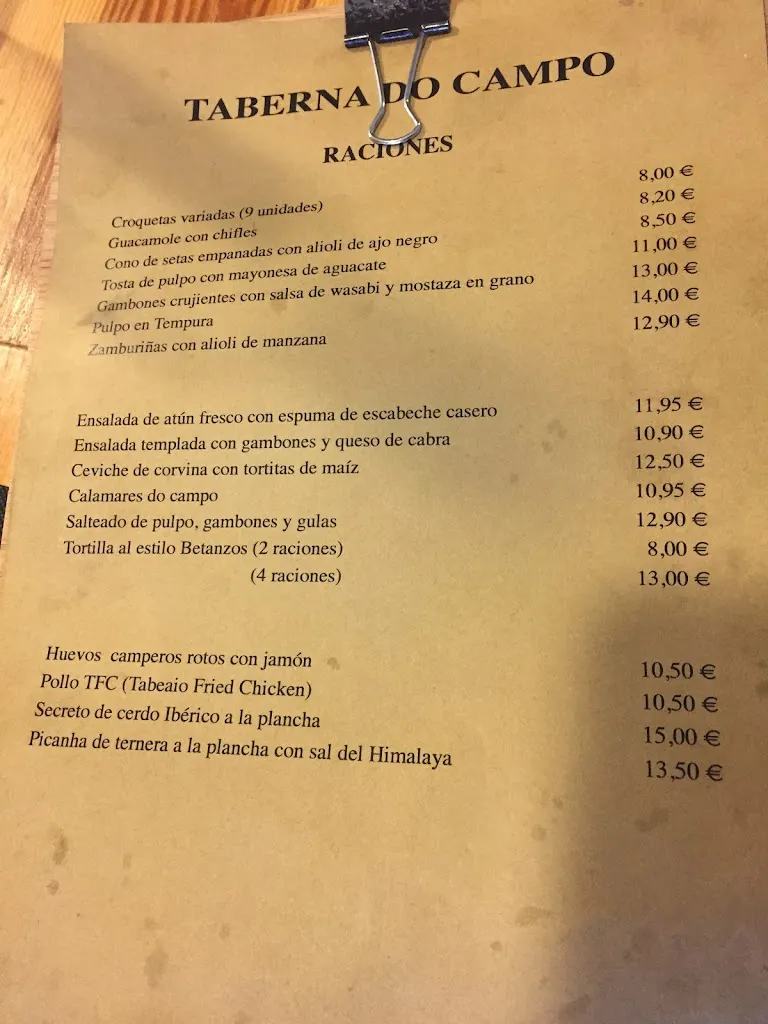 TABERNA DO CAMPO
RACIONES
Croquetas variadas (9 unidades) 8,00 €
Guacamole con chifles 8,20 €
Cono de setas empanadas con alioli de ajo negro 8,50 €
Tosta de pulpo con mayonesa de aguacate 11,00 €
Gambones crujientes con salsa de wasabi y mostaza en grano 13,00 €
Pulpo en Tempura 14,00 €
Zamburiñas con alioli de manzana 12,90 €
Ensalada de atún fresco con espuma de escabeche casero 11,95 €
Ensalada templada con gambones y queso de cabra 10,90 €
Ceviche de corvina con tortitas de maíz 12,50 €
Calamares do campo 10,95 €
Salteado de pulpo, gambones y gulas 12,90 €
Tortilla al estilo Betanzos (2 raciones) 8,00 €
(4 raciones) 13,00 €
Huevos camperos rotos con jamón 10,50 €
Pollo TFC (Tabeaio Fried Chicken) 10,50 €
Secreto de cerdo Ibérico a la plancha 15,00 €
Picanha de ternera a la plancha con sal del Himalaya 13,50 €